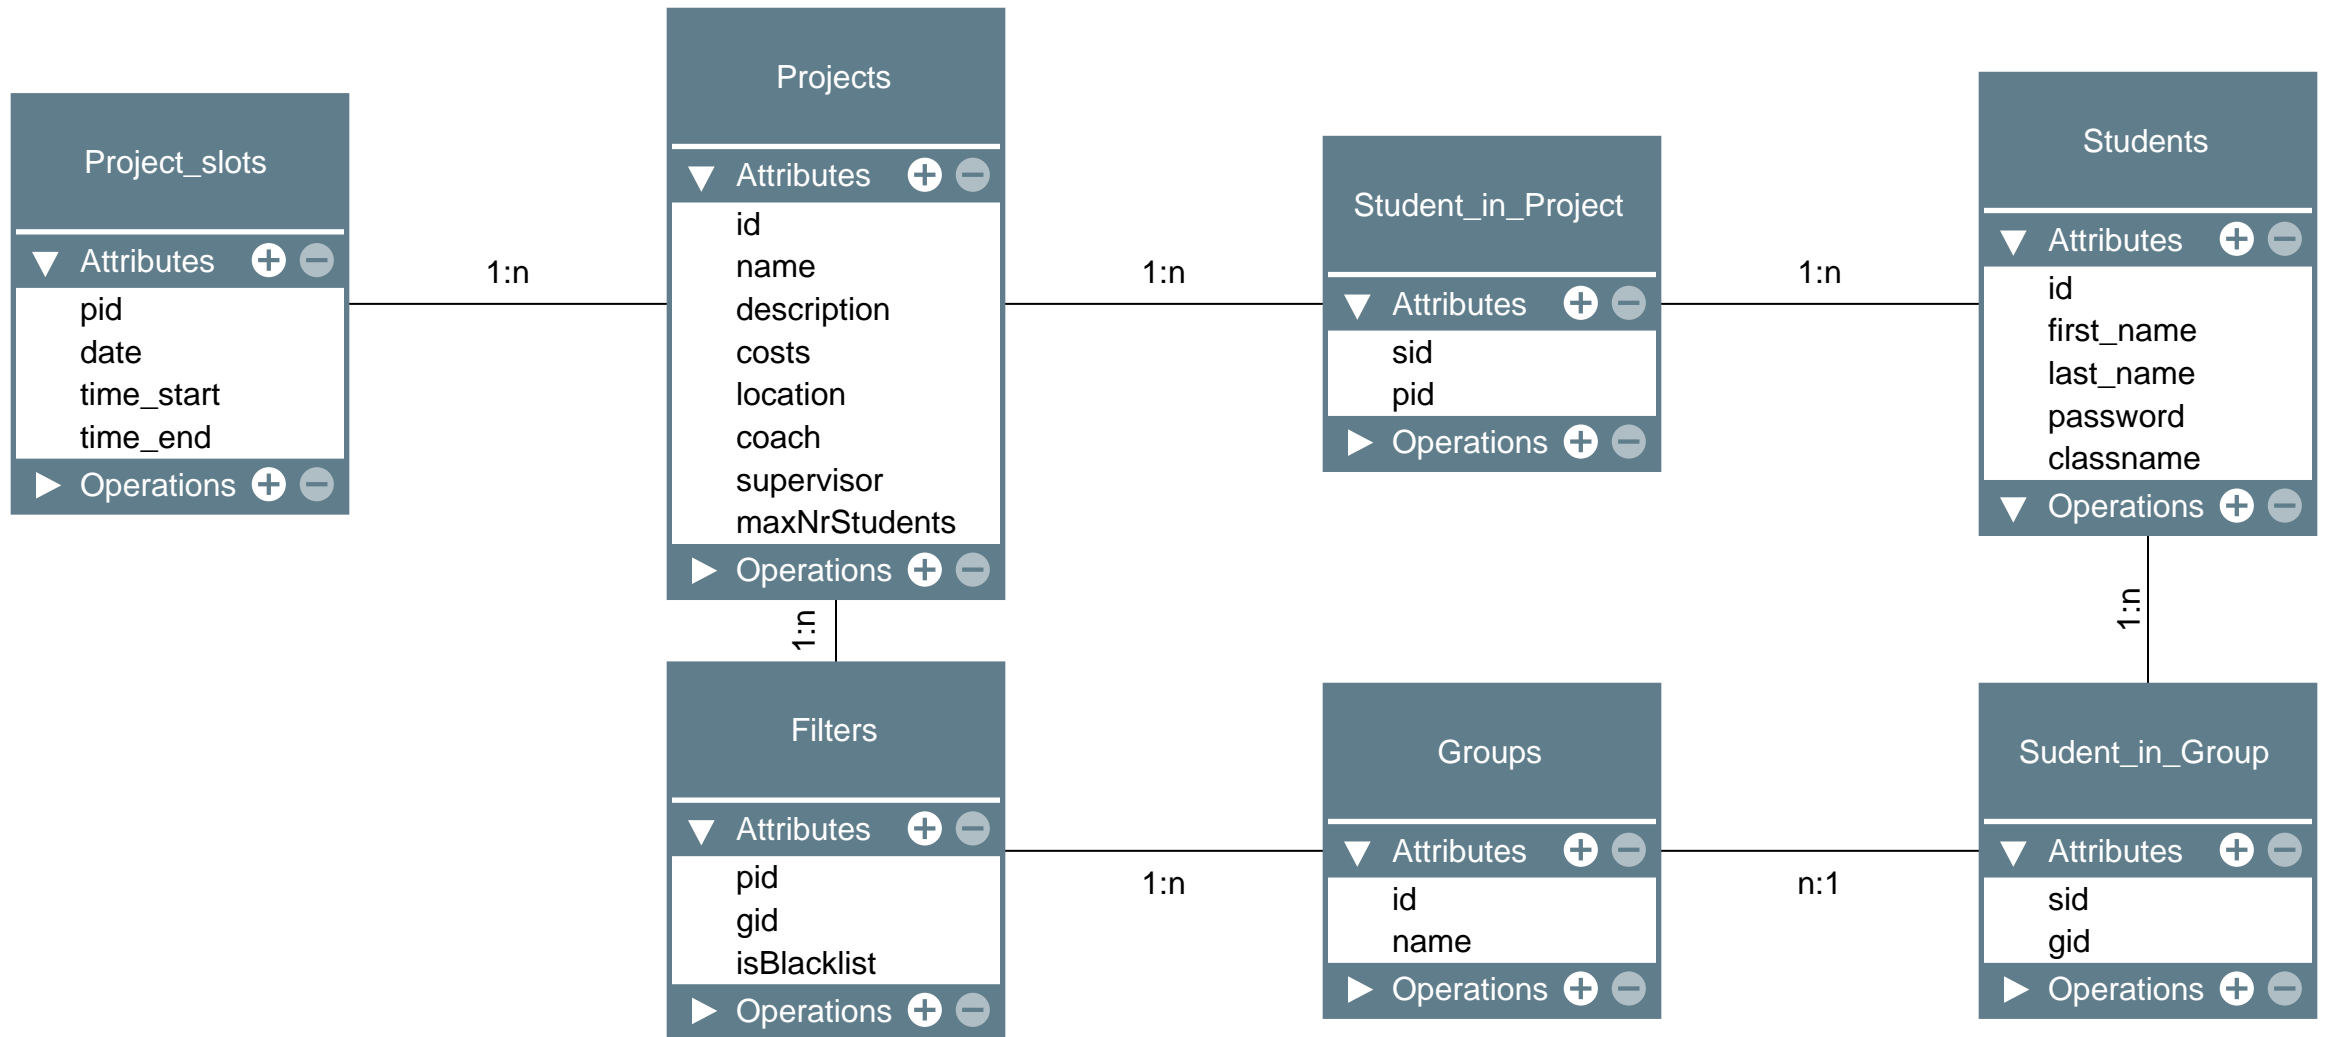 Project_slots
Attributes
pid
date
time_start
time_end
Operations
1:n
Projects
Attributes
id
name
description
costs
location
coach
supervisor
maxNrStudents
Operations
1:n
Student_in_Project
Attributes
sid
pid
Operations
1:n
Students
Attributes
id
first_name
last_name
password
classname
Operations
1:n
1:n
Filters
Attributes
pid
gid
isBlacklist
Operations
1:n
Groups
Attributes
id
name
Operations
n:1
Sudent_in_Group
Attributes
sid
gid
Operations